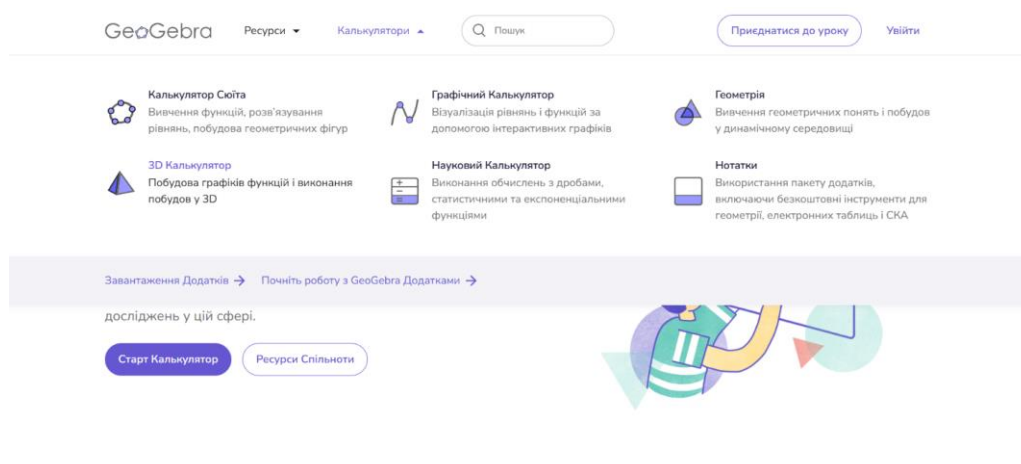 GeoGebra Ресурси Калькулятори Пошук Приєднатися до уроку Увійти
Калькулятор Сюїта
Вивчення функцій, розв'язування
рівнянь, побудова геометричних фігур
Графічний Калькулятор
Візуалізація рівнянь і функцій за
допомогою інтерактивних графіків
Геометрія
Вивчення геометричних понять і побудов
у динамічному середовищі
3D Калькулятор
Побудова графіків функцій і виконання
побудов у 3D
Науковий Калькулятор
Виконання обчислень з дробами,
статистичними та експоненціальними
функціями
Нотатки
Використання пакету додатків,
включаючи безкоштовні інструменти для
геометрії, електронних таблиць і СКА
Завантаження Додатків → Почніть роботу з GeoGebra Додатками →
досліджень у цій сфері.
Старт Калькулятор Ресурси Спільноти